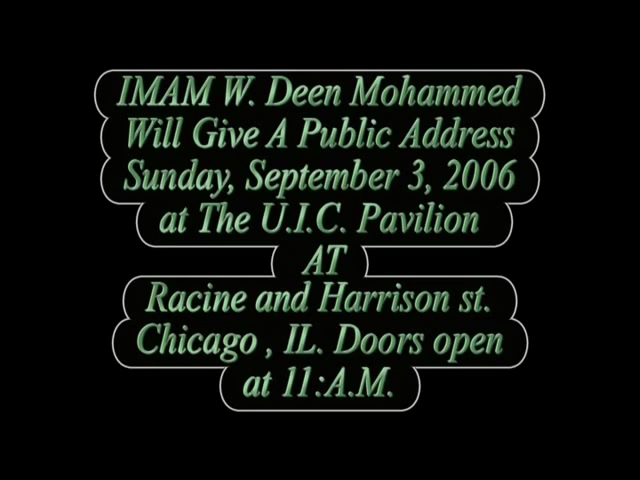 IMAM W. Deen Mohammed
Will Give A Public Address
Sunday, September 3, 2006
at The U.I.C. Pavilion
AT
Racine and Harrison st.
Chicago , IL. Doors open
at 11:A.M.